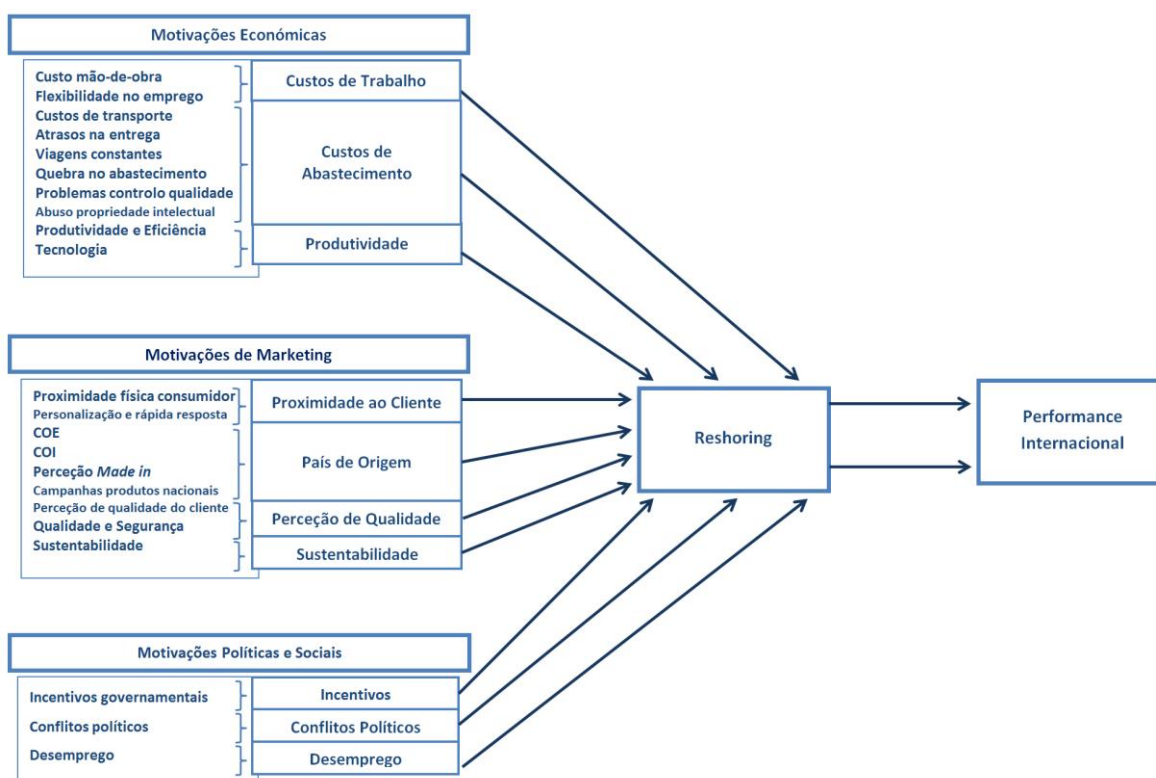 Motivações Económicas
Custo mão-de-obra
Flexibilidade no emprego
Custos de transporte
Atrasos na entrega
Viagens constantes
Quebra no abastecimento
Problemas controlo qualidade
Abuso propriedade intelectual
Produtividade e Eficiência
Tecnologia
Custos de Trabalho
Custos de
Abastecimento
Produtividade
Motivações de Marketing
Proximidade física consumidor
Personalização e rápida resposta
COE
COI
Perceção Made in
Campanhas produtos nacionais
Perceção de qualidade do cliente
Qualidade e Segurança
Sustentabilidade
Proximidade ao Cliente
País de Origem
Perceção de Qualidade
Sustentabilidade
Motivações Políticas e Sociais
Incentivos governamentais
Conflitos políticos
Desemprego
Incentivos
Conflitos Políticos
Desemprego
Reshoring
Performance
Internacional